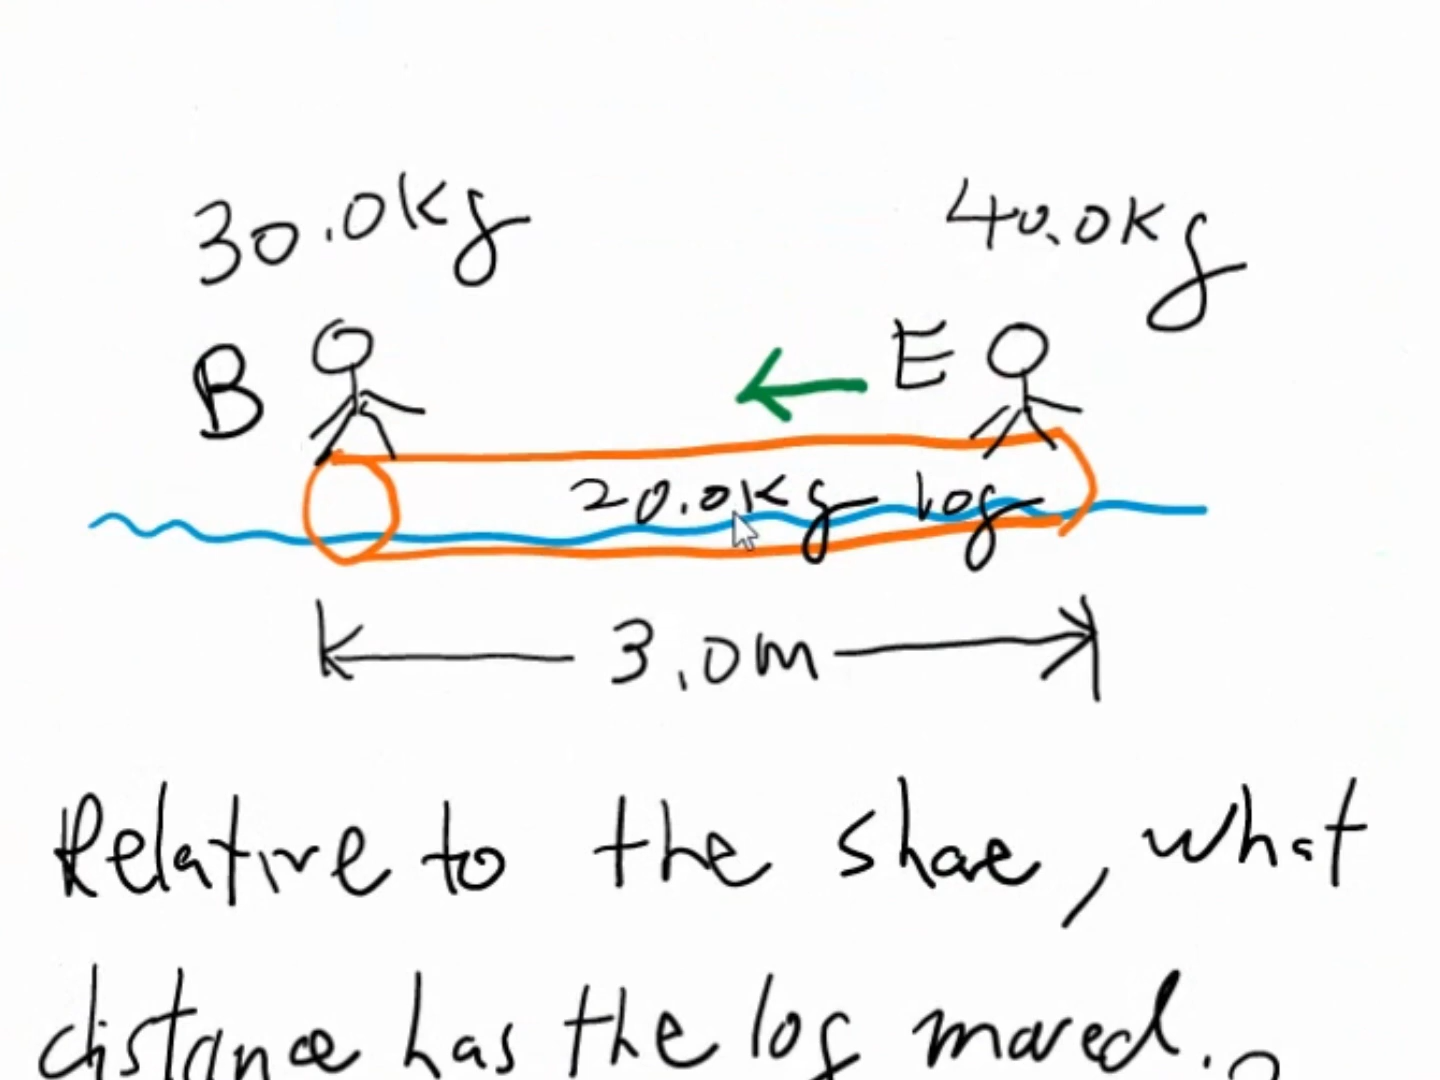 30.0kg 40.0kg
B E
20.0kg log
3.0m
Relative to the shore, what
distance has the log moved.